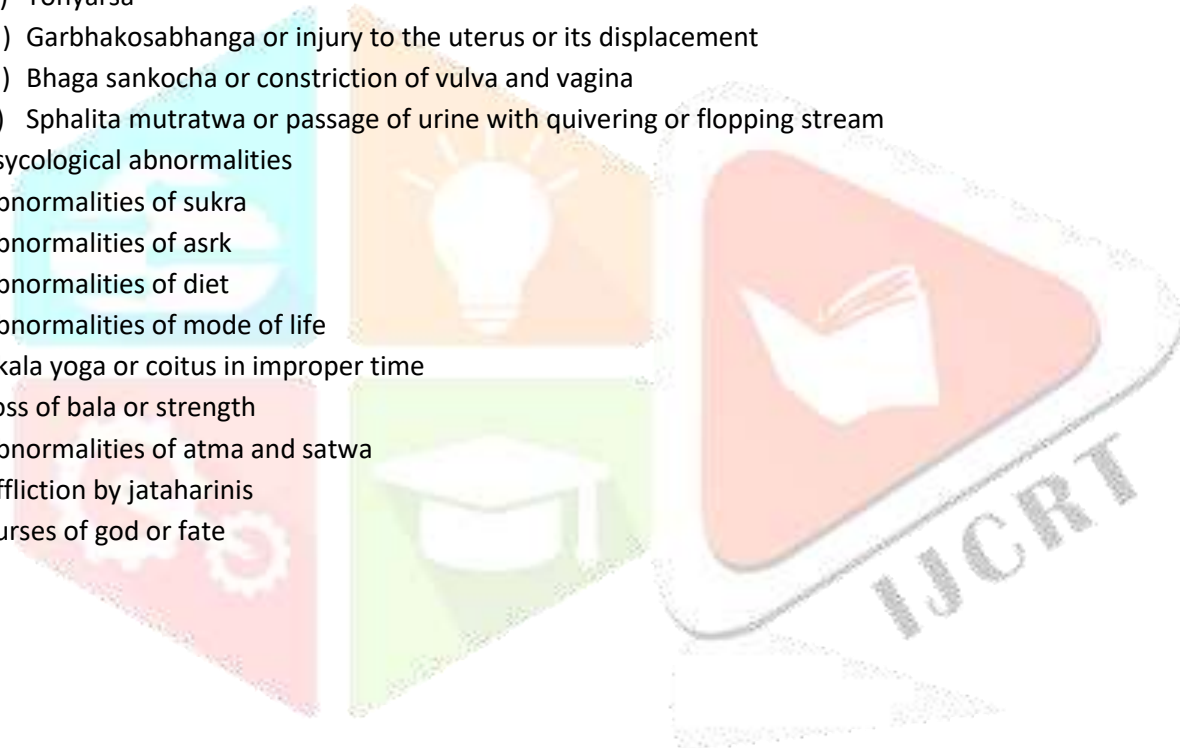 ) Yonyarsa
) Garbhakosabhanga or injury to the uterus or its displacement
) Bhaga sankocha or constriction of vulva and vagina
) Sphalita mutratwa or passage of urine with quivering or flopping stream
sycological abnormalities
bnormalities of sukra
bnormalities of asrk
bnormalities of diet
bnormalities of mode of life
kala yoga or coitus in improper time
oss of bala or strength
bnormalities of atma and satwa
ffliction by jataharinis
urses of god or fate
IJCRT